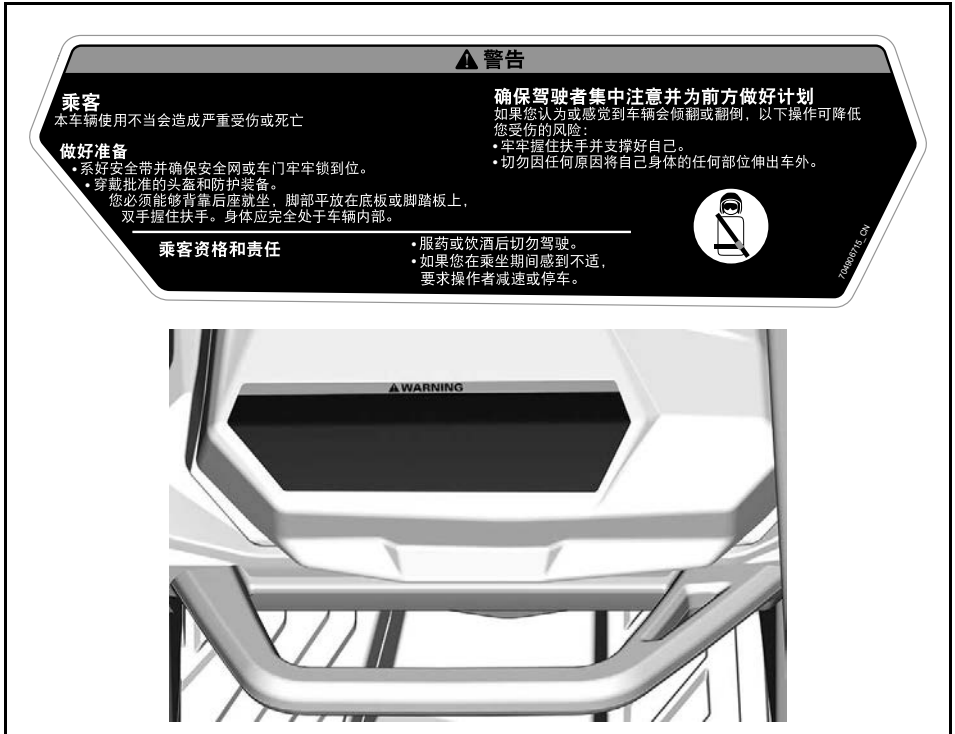 警告
乘客
本车辆使用不当会造成严重受伤或死亡
做好准备
•系好安全带并确保安全网或车门牢牢锁到位。
•穿戴批准的头盔和防护装备。
您必须能够背靠后座就坐，脚部平放在底板或脚踏板上，
双手握住扶手。身体应完全处于车辆内部。
确保驾驶者集中注意并为前方做好计划
如果您认为或感觉到车辆会倾翻或翻倒，以下操作可降低
您受伤的风险：
•牢牢握住扶手并支撑好自己。
•切勿因任何原因将自己身体的任何部位伸出车外。
乘客资格和责任
•服药或饮酒后切勿驾驶。
•如果您在乘坐期间感到不适，
要求操作者减速或停车。
704906715_CN
WARNING